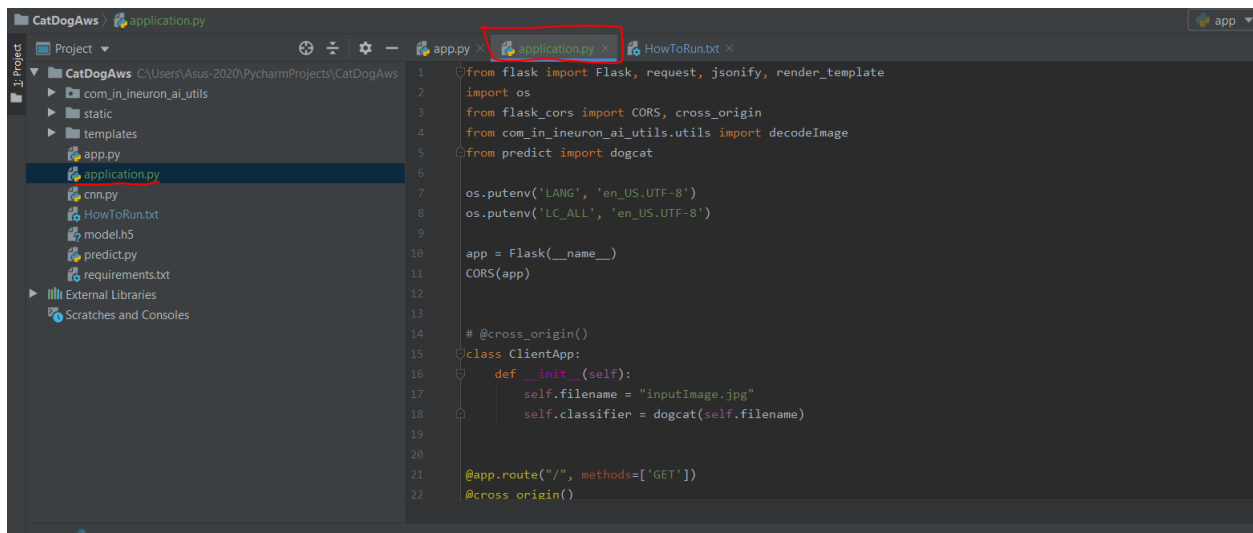 CatDogAws application.py app
1: Project
Project
CatDogAws C:\Users\Asus-2020\PycharmProjects\CatDogAws
com_in_ineuron_ai_utils
static
templates
app.py
application.py
cnn.py
HowToRun.txt
model.h5
predict.py
requirements.txt
External Libraries
Scratches and Consoles
app.py application.py HowToRun.txt
1 from flask import Flask, request, jsonify, render_template
2 import os
3 from flask_cors import CORS, cross_origin
4 from com_in_ineuron_ai_utils.utils import decodeImage
5 from predict import dogcat
6
7 os.putenv('LANG', 'en_US.UTF-8')
8 os.putenv('LC_ALL', 'en_US.UTF-8')
9
10 app = Flask(__name__)
11 CORS(app)
12
13
14 # @cross_origin()
15 class ClientApp:
16 def __init__(self):
17 self.filename = "inputImage.jpg"
18 self.classifier = dogcat(self.filename)
19
20
21 @app.route("/", methods=['GET'])
22 @cross_origin()